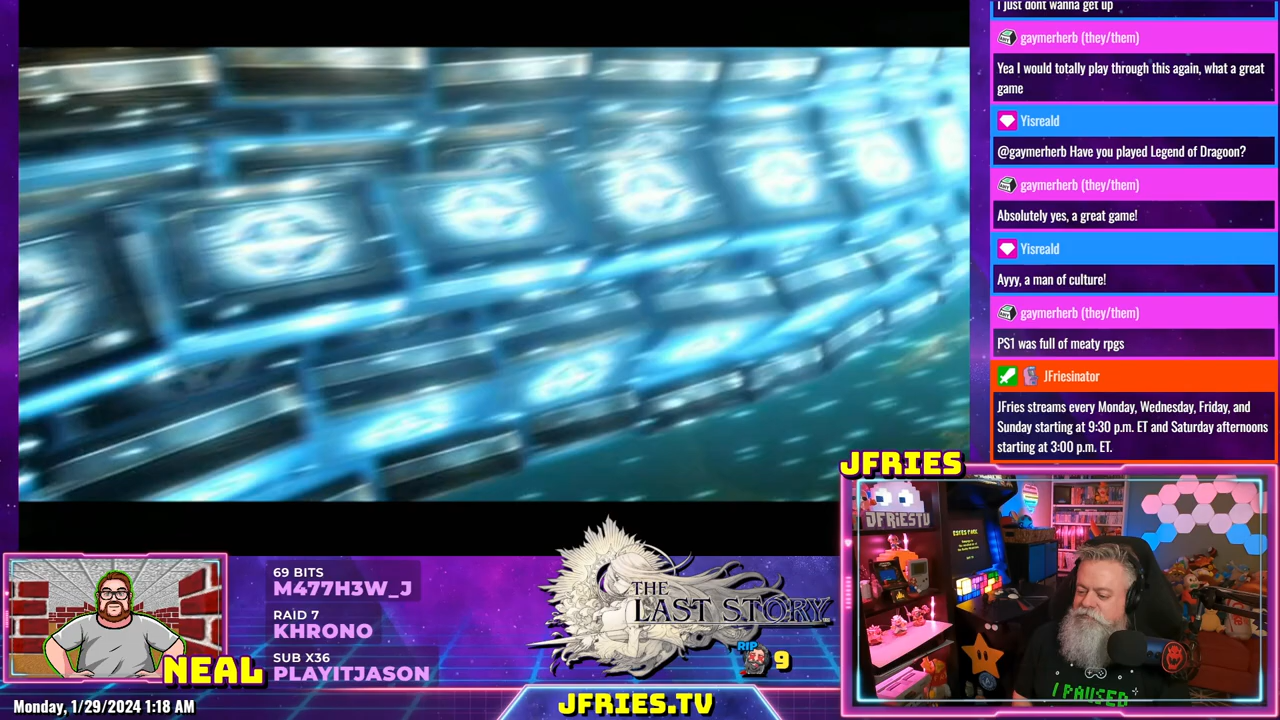 I just dont wanna get up
gaymerherb (they/them)
Yea I would totally play through this again, what a great
game
Yisreald
@gaymerherb Have you played Legend of Dragoon?
gaymerherb (they/them)
Absolutely yes, a great game!
Yisreald
Ayyy, a man of culture!
gaymerherb (they/them)
PS1 was full of meaty rpgs
JFriesinator
JFries streams every Monday, Wednesday, Friday, and
Sunday starting at 9:30 p.m. ET and Saturday afternoons
starting at 3:00 p.m. ET.
JFRIES
JFRIESTV
I PAUSED
NEAL
69 BITS
M477H3W_J
RAID 7
KHRONO
SUB X36
PLAYITJASON
THE
LAST STORY
RIP
9
JFRIES.TV
Monday, 1/29/2024 1:18 AM